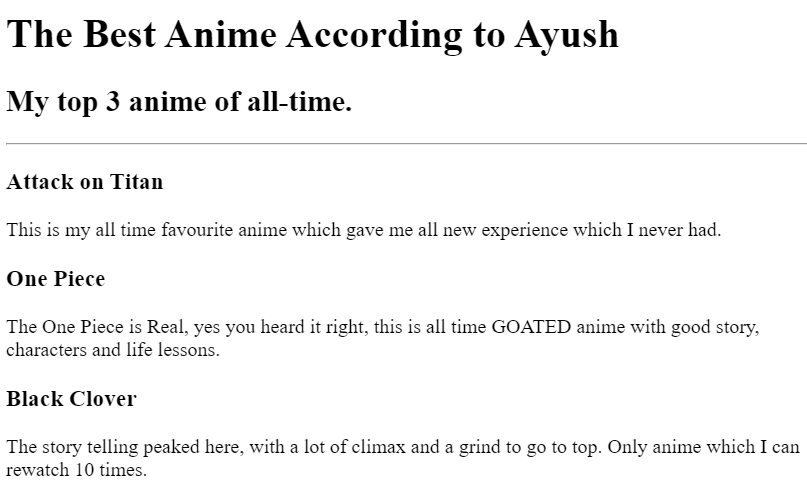 The Best Anime According to Ayush
My top 3 anime of all-time.
Attack on Titan
This is my all time favourite anime which gave me all new experience which I never had.
One Piece
The One Piece is Real, yes you heard it right, this is all time GOATED anime with good story,
characters and life lessons.
Black Clover
The story telling peaked here, with a lot of climax and a grind to go to top. Only anime which I can
rewatch 10 times.